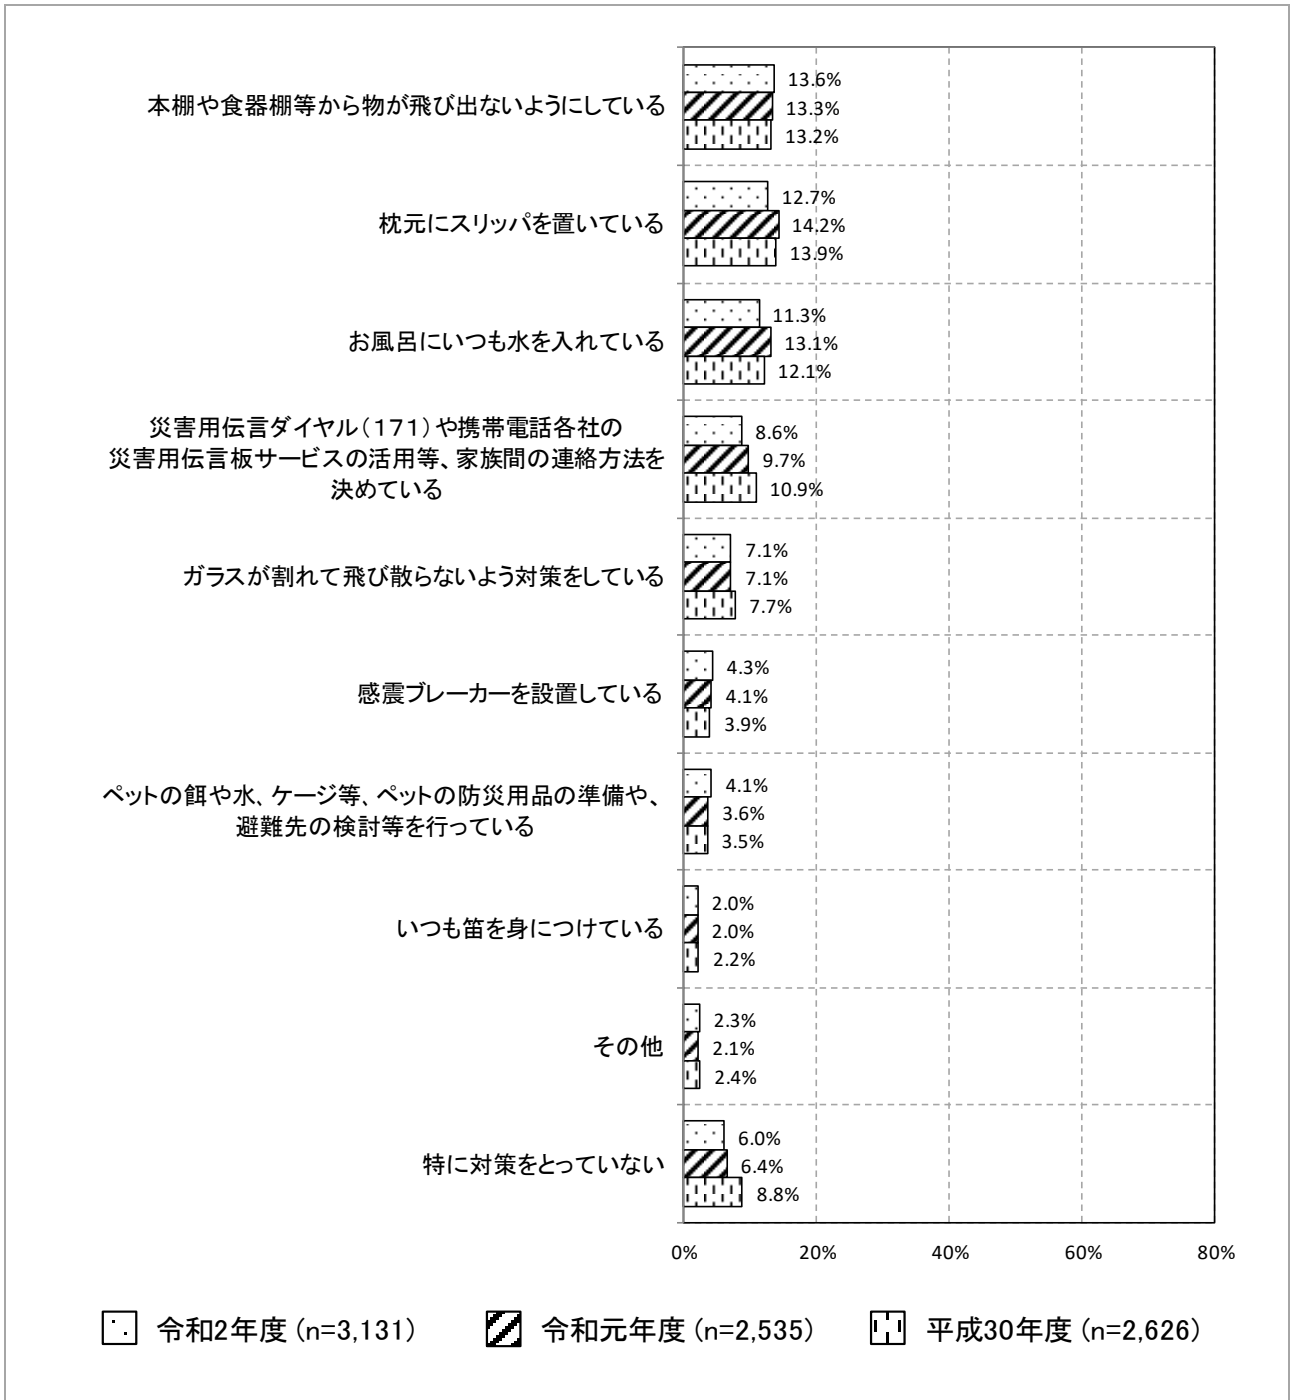 本棚や食器棚等から物が飛び出ないようにしている
13.6%
13.3%
13.2%
枕元にスリッパを置いている
12.7%
14.2%
13.9%
お風呂にいつも水を入れている
11.3%
13.1%
12.1%
災害用伝言ダイヤル(171)や携帯電話各社の
災害用伝言板サービスの活用等、家族間の連絡方法を
決めている
8.6%
9.7%
10.9%
ガラスが割れて飛び散らないよう対策をしている
7.1%
7.1%
7.7%
感震ブレーカーを設置している
4.3%
4.1%
3.9%
ペットの餌や水、ケージ等、ペットの防災用品の準備や、
避難先の検討等を行っている
4.1%
3.6%
3.5%
いつも笛を身につけている
2.0%
2.0%
2.2%
その他
2.3%
2.1%
2.4%
特に対策をとっていない
6.0%
6.4%
8.8%
0% 20% 40% 60% 80%
令和2年度 (n=3,131) 令和元年度 (n=2,535) 平成30年度 (n=2,626)